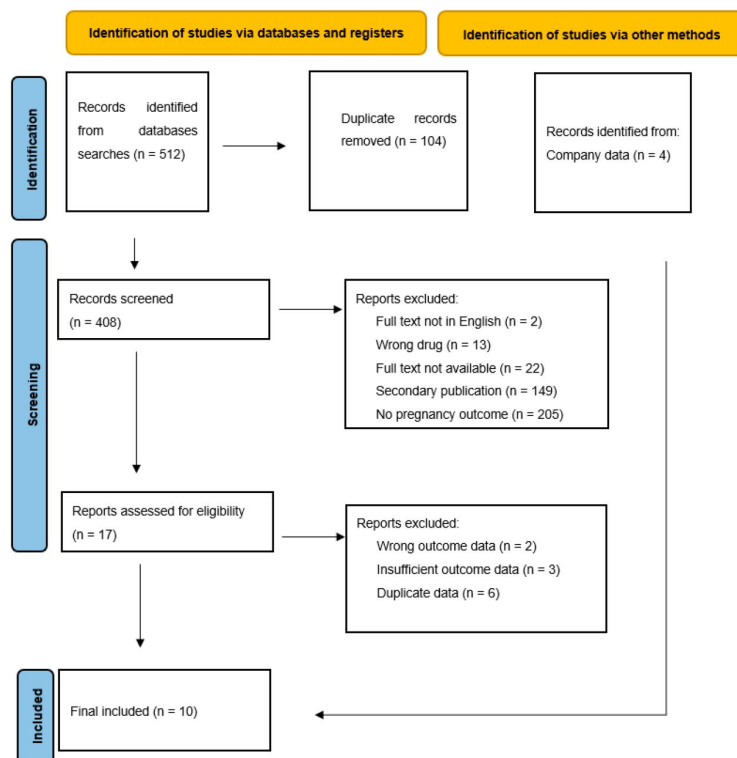 Identification of studies via databases and registers
Identification of studies via other methods
Identification
Records identified
from databases
searches (n = 512)
Duplicate records
removed (n = 104)
Records identified from:
Company data (n = 4)
Screening
Records screened
(n = 408)
Reports excluded:
Full text not in English (n = 2)
Wrong drug (n = 13)
Full text not available (n = 22)
Secondary publication (n = 149)
No pregnancy outcome (n = 205)
Reports assessed for eligibility
(n = 17)
Reports excluded:
Wrong outcome data (n = 2)
Insufficient outcome data (n = 3)
Duplicate data (n = 6)
Included
Final included (n = 10)